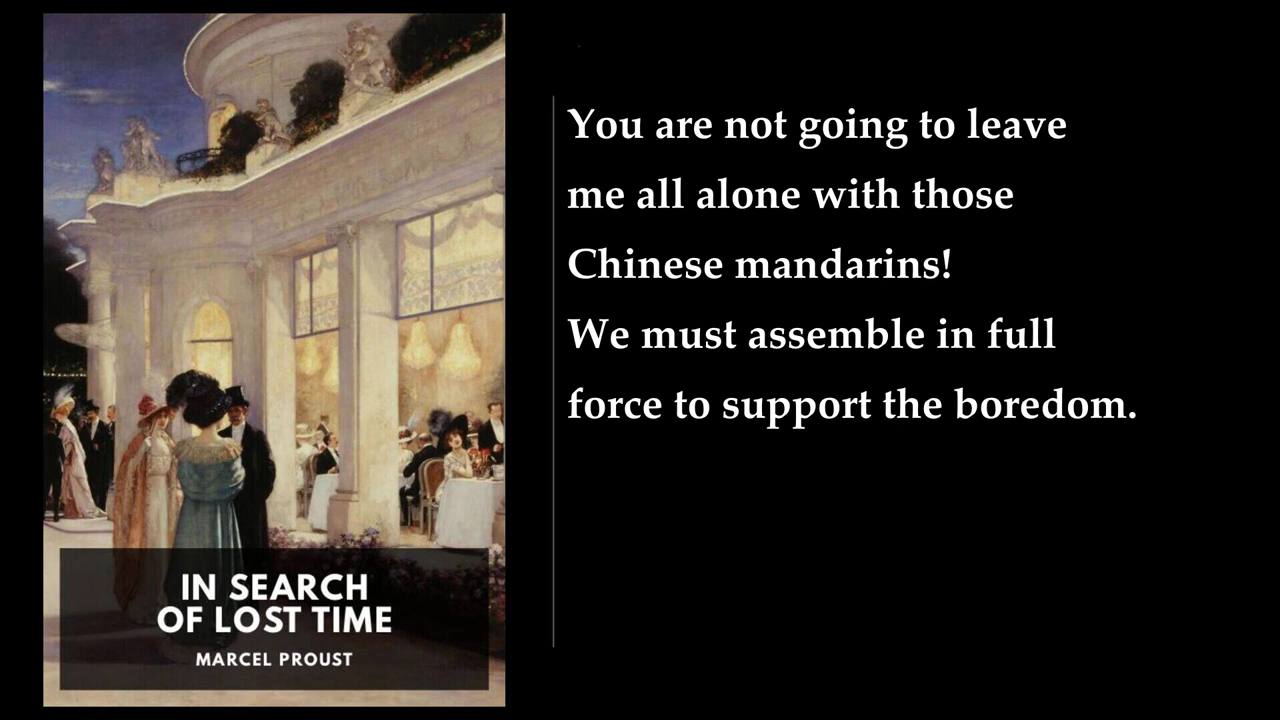 You are not going to leave
me all alone with those
Chinese mandarins!
We must assemble in full
force to support the boredom.
IN SEARCH
OF LOST TIME
MARCEL PROUST